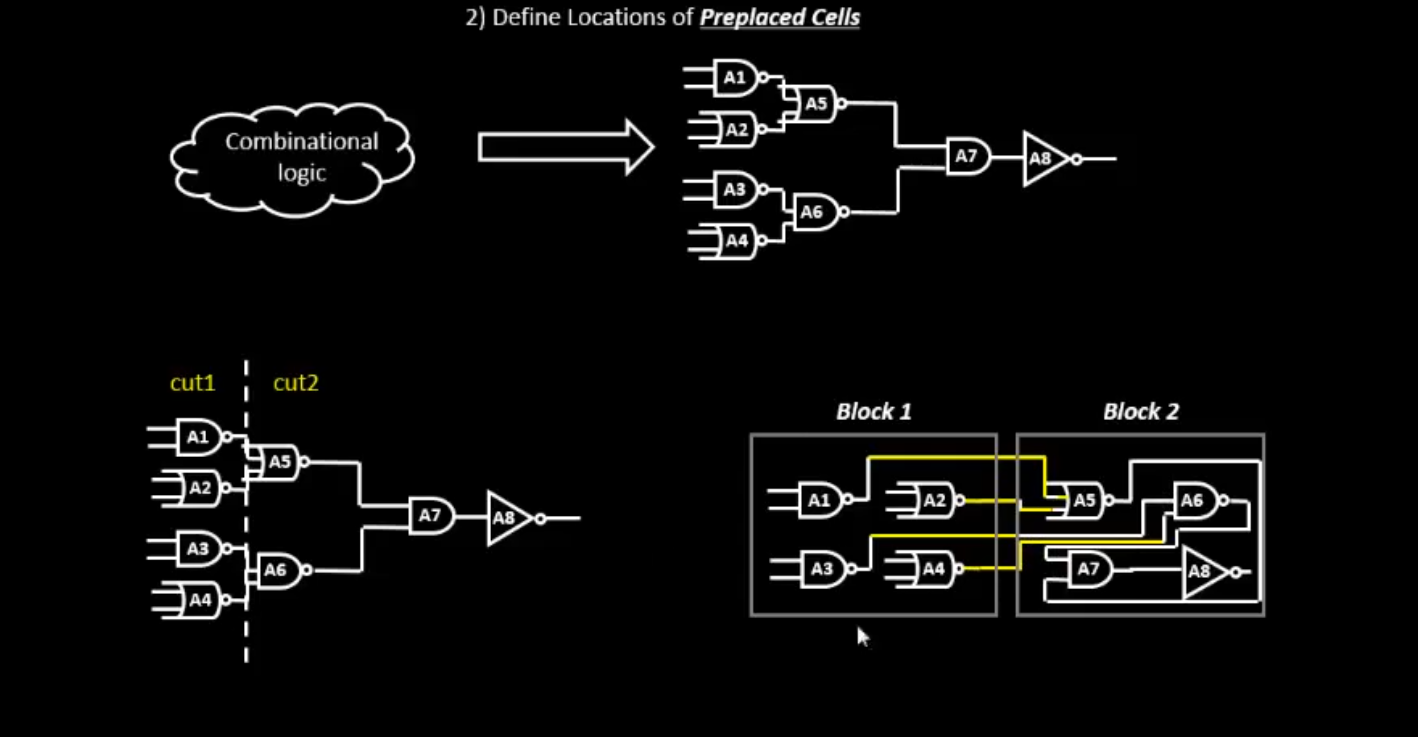 2) Define Locations of Preplaced Cells
Combinational
logic
A1
A5
A2
A7
A8
A3
A6
A4
cut1
cut2
A1
A5
A2
A7
A8
A3
A6
A4
Block 1
Block 2
A1
A2
A5
A6
A3
A4
A7
A8